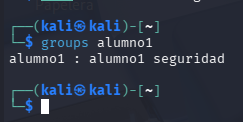 ┌──(kali㉿kali)-[~]
└─$ groups alumno1
alumno1 : alumno1 seguridad
┌──(kali㉿kali)-[~]
└─$